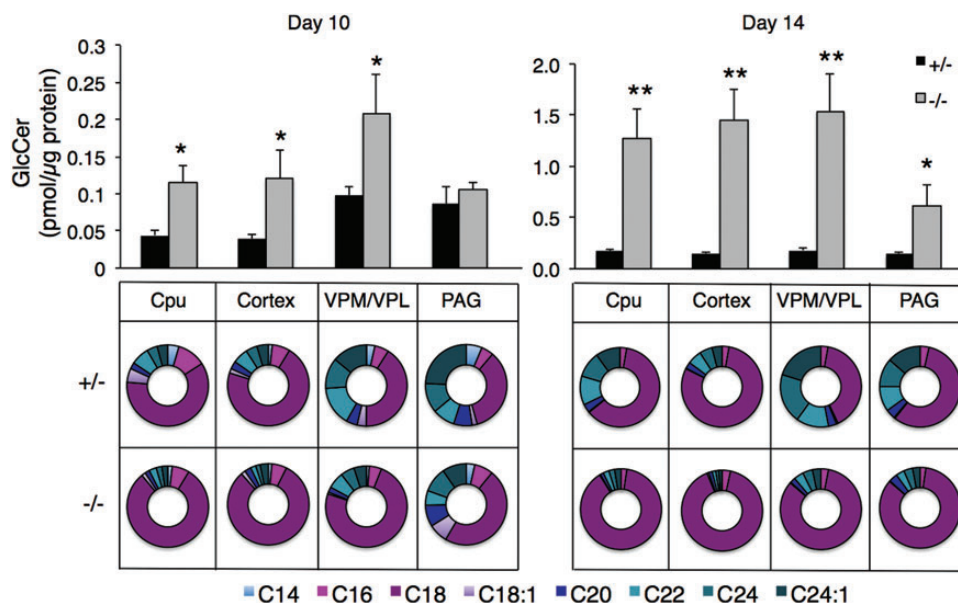 Day 10
Day 14
GlcCer
(pmol/µg protein)
0.3
0.25
0.2
0.15
0.1
0.05
0
* * *
2.0
1.5
1.0
0.5
0.0
** ** ** *
+/-
-/-
Cpu Cortex VPM/VPL PAG
Cpu Cortex VPM/VPL PAG
+/-
-/-
C14 C16 C18 C18:1 C20 C22 C24 C24:1